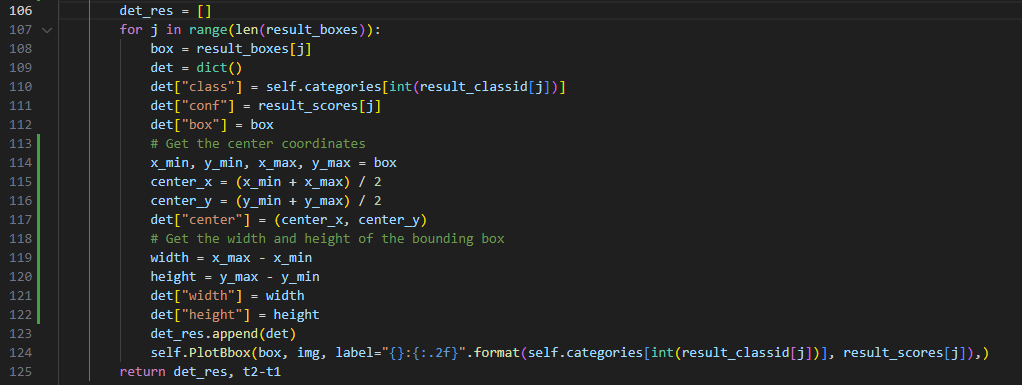 106 det_res = []
107 for j in range(len(result_boxes)):
108 box = result_boxes[j]
109 det = dict()
110 det["class"] = self.categories[int(result_classid[j])]
111 det["conf"] = result_scores[j]
112 det["box"] = box
113 # Get the center coordinates
114 x_min, y_min, x_max, y_max = box
115 center_x = (x_min + x_max) / 2
116 center_y = (y_min + y_max) / 2
117 det["center"] = (center_x, center_y)
118 # Get the width and height of the bounding box
119 width = x_max - x_min
120 height = y_max - y_min
121 det["width"] = width
122 det["height"] = height
123 det_res.append(det)
124 self.PlotBbox(box, img, label="{}:{:.2f}".format(self.categories[int(result_classid[j])], result_scores[j]),)
125 return det_res, t2-t1